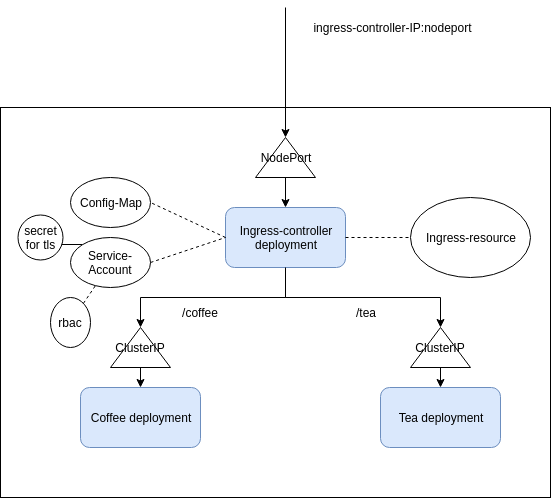 ingress-controller-IP:nodeport
NodePort
Config-Map
secret
for tls
Service-
Account
rbac
Ingress-controller
deployment
Ingress-resource
/coffee
/tea
ClusterIP
ClusterIP
Coffee deployment
Tea deployment